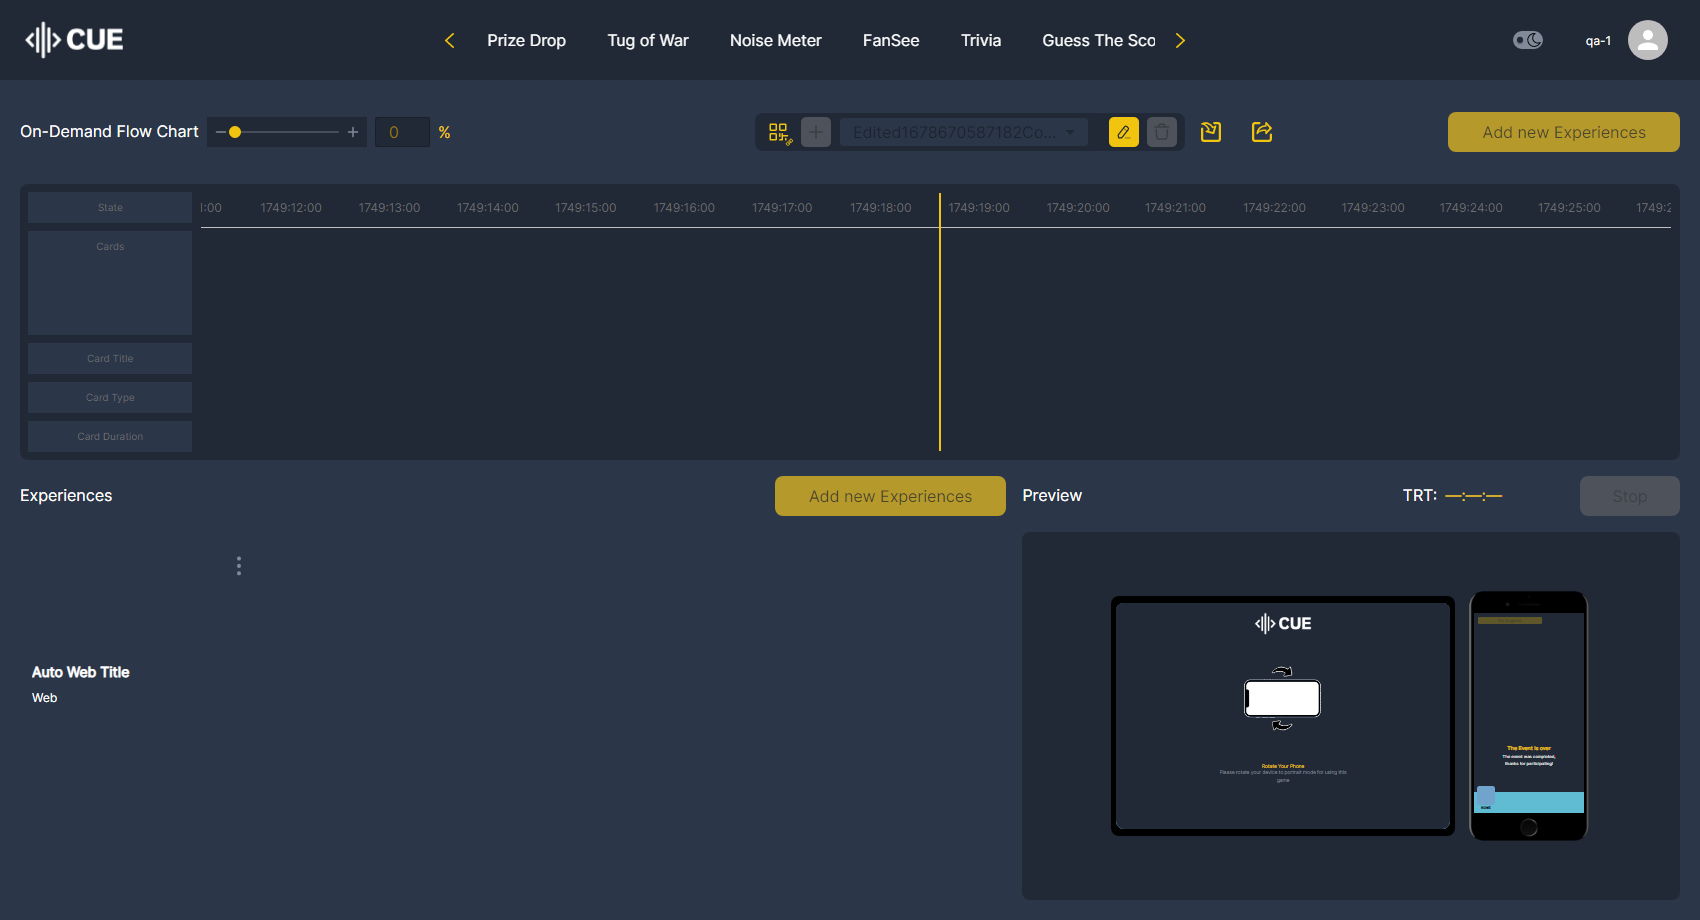 CUE
Prize Drop
Tug of War
Noise Meter
FanSee
Trivia
Guess The Sco
qa-1
On-Demand Flow Chart
0
%
Edited1678670587182Co...
Add new Experiences
State
1:00 1749:12:00 1749:13:00 1749:14:00 1749:15:00 1749:16:00 1749:17:00 1749:18:00 1749:19:00 1749:20:00 1749:21:00 1749:22:00 1749:23:00 1749:24:00 1749:25:00 1749:2
Cards
Card Title
Card Type
Card Duration
Experiences
Add new Experiences
Preview
TRT: —:—:—
Stop
Auto Web Title
Web
CUE
Rotate Your Phone
Please rotate your device to portrait mode for using this
game
The Event is over
The event was completed,
thanks for participating!
HOME